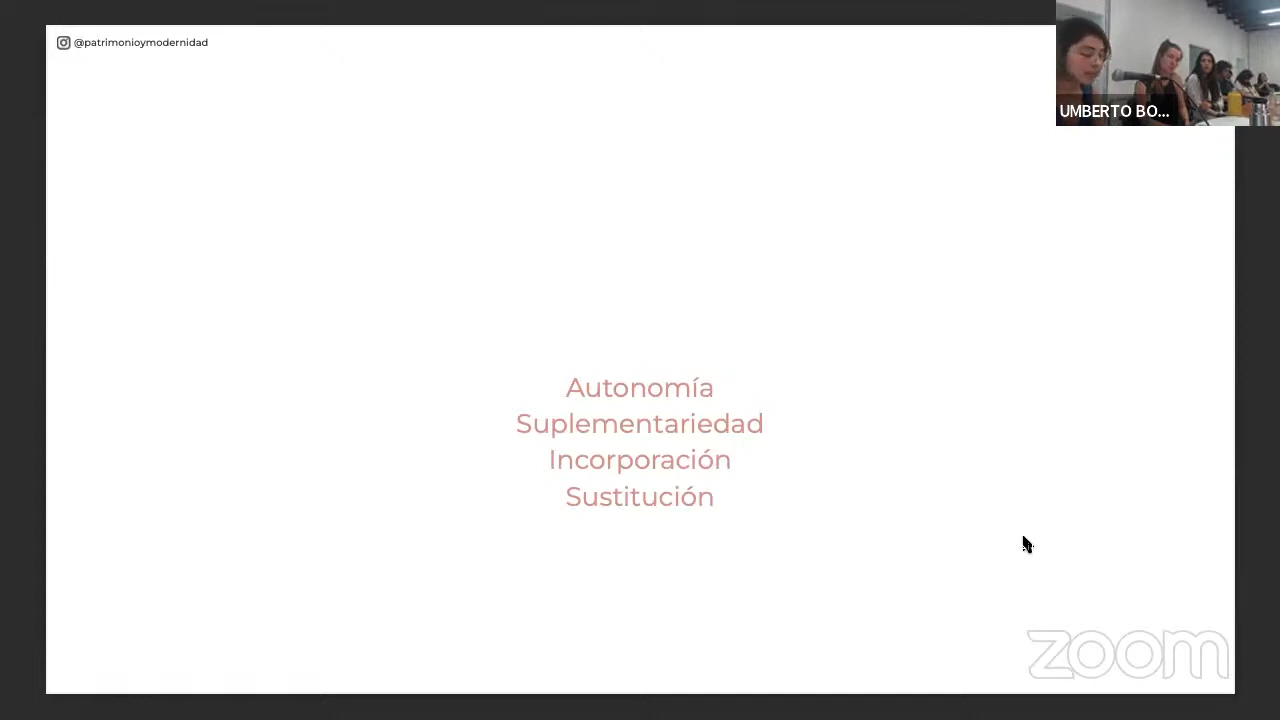 @patrimonioymodernidad
UMBERTO BO...
Autonomía
Suplementariedad
Incorporación
Sustitución
zoom